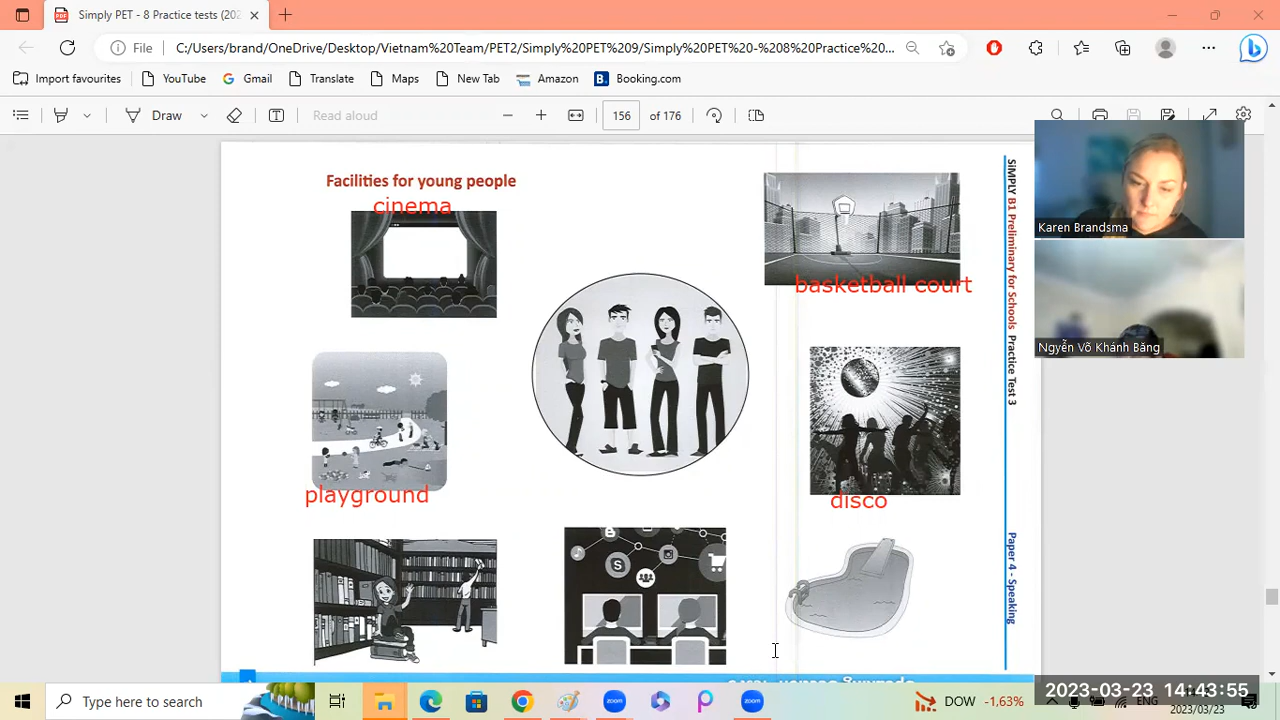 Simply PET - 8 Practice tests (202
File
C:/Users/brand/OneDrive/Desktop/Vietnam%20Team/PET2/Simply%20PET%209/Simply%20PET%20-%208%20Practice%20...
Import favourites
YouTube
Gmail
Translate
Maps
New Tab
Amazon
B.
Booking.com
Draw
Read aloud
156
of 176
Facilities for young people
cinema
basketball court
playground
disco
SiMPLY B1 Preliminary for Schools Practice Test 3
Paper 4 - Speaking
Karen Brandsma
Nguyễn Võ Khánh Băng
Type here to search
zoom
zoom
zoom
DOW
-1,63%
ENG
2023-03-23 14:43:55
2023/03/23